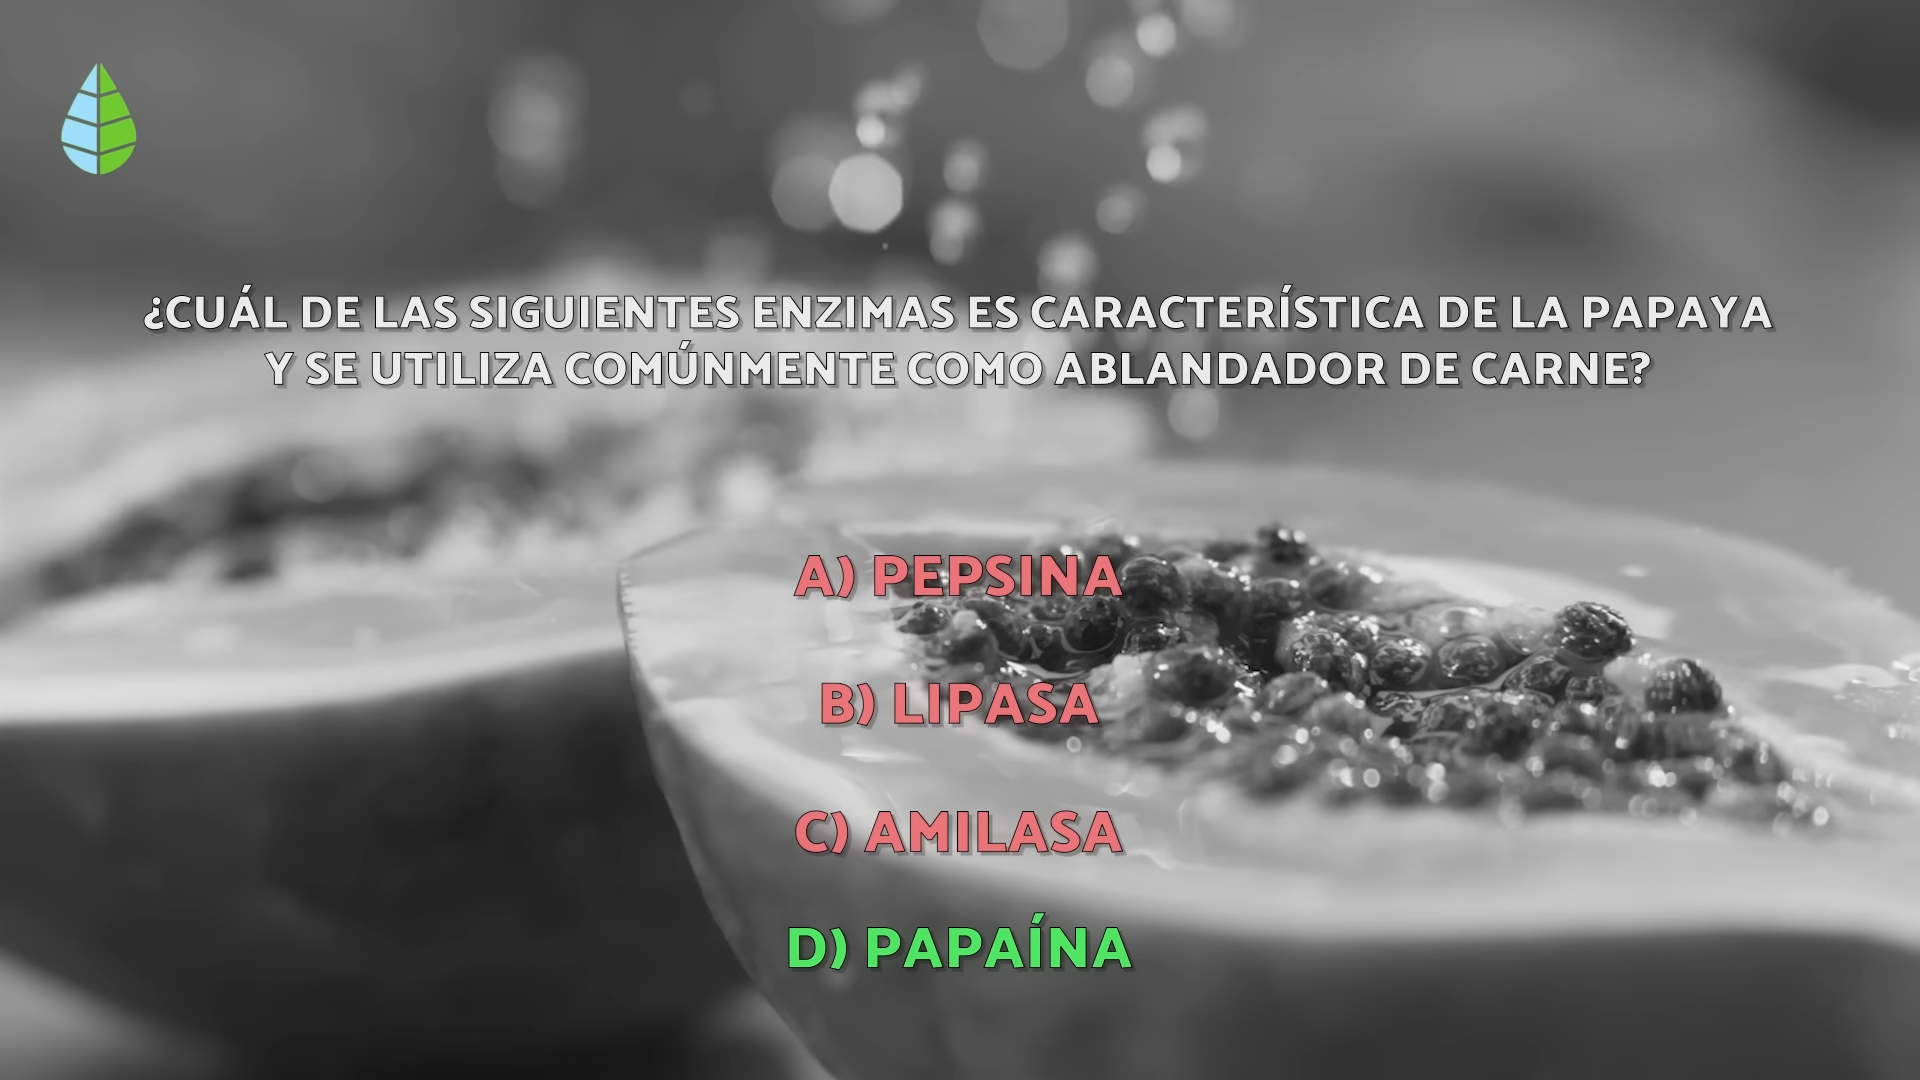 ¿CUÁL DE LAS SIGUIENTES ENZIMAS ES CARACTERÍSTICA DE LA PAPAYA
Y SE UTILIZA COMÚNMENTE COMO ABLANDADOR DE CARNE?
A) PEPSINA
B) LIPASA
C) AMILASA
D) PAPAÍNA